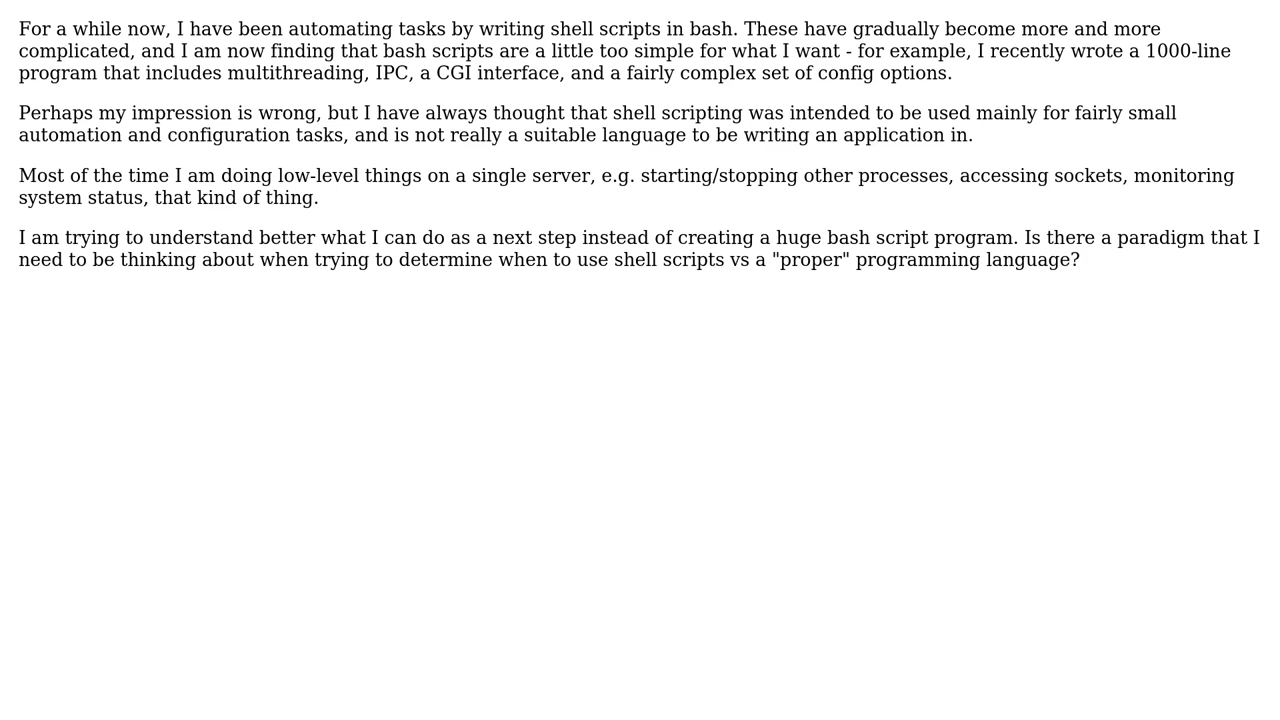 For a while now, I have been automating tasks by writing shell scripts in bash. These have gradually become more and more
complicated, and I am now finding that bash scripts are a little too simple for what I want - for example, I recently wrote a 1000-line
program that includes multithreading, IPC, a CGI interface, and a fairly complex set of config options.
Perhaps my impression is wrong, but I have always thought that shell scripting was intended to be used mainly for fairly small
automation and configuration tasks, and is not really a suitable language to be writing an application in.
Most of the time I am doing low-level things on a single server, e.g. starting/stopping other processes, accessing sockets, monitoring
system status, that kind of thing.
I am trying to understand better what I can do as a next step instead of creating a huge bash script program. Is there a paradigm that I
need to be thinking about when trying to determine when to use shell scripts vs a "proper" programming language?